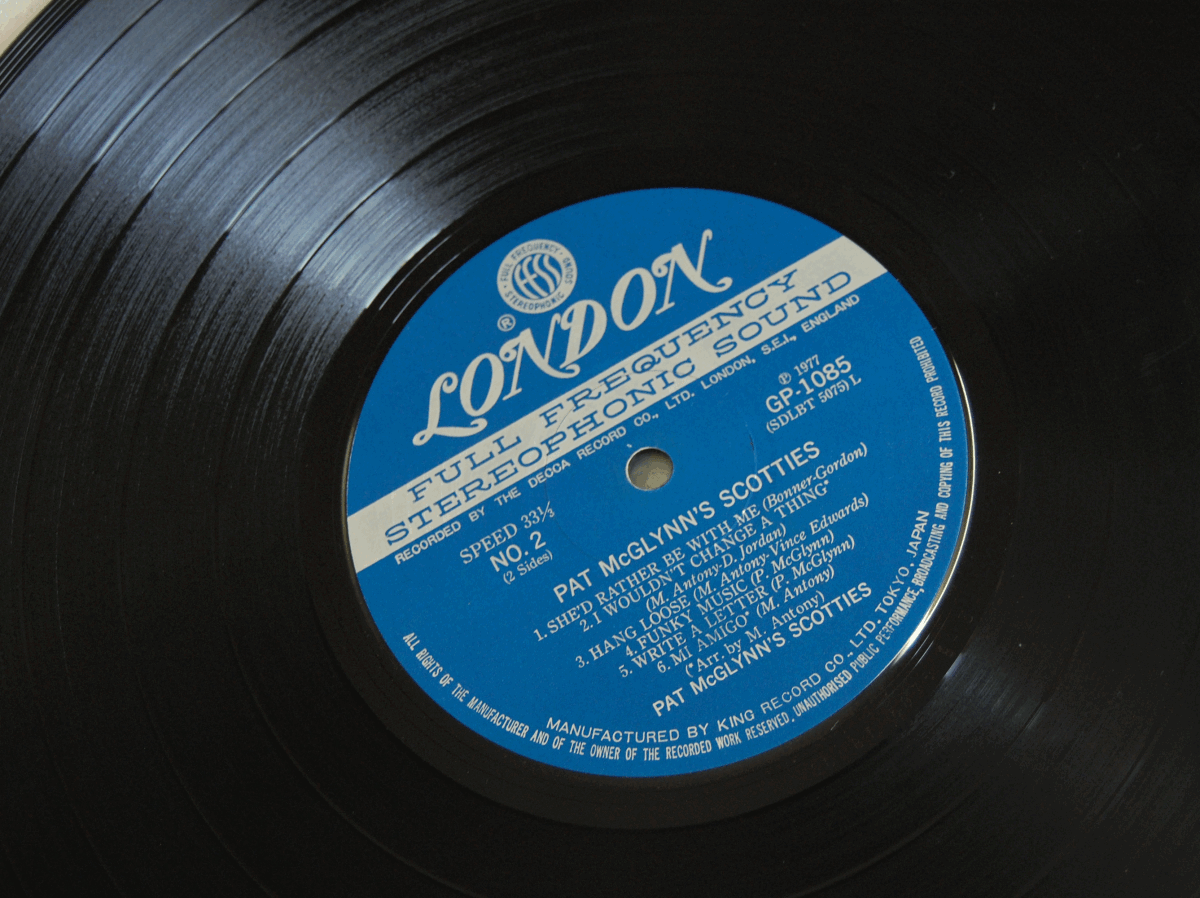 FULL FREQUENCY · STEREOPHONIC SOUND ·
ffss
®
LONDON
FULL FREQUENCY
STEREOPHONIC SOUND
RECORDED BY THE DECCA RECORD CO., LTD. LONDON, S.E.I., ENGLAND
SPEED 33⅓
NO. 2
(2 Sides)
℗ 1977
GP-1085
(SDLBT 5075) L
PAT McGLYNN'S SCOTTIES
1. SHE'D RATHER BE WITH ME (Bonner-Gordon)
2. I WOULDN'T CHANGE A THING*
(M. Antony-D. Jordan)
3. HANG LOOSE (M. Antony-Vince Edwards)
4. FUNKY MUSIC (P. McGlynn)
5. WRITE A LETTER (P. McGlynn)
6. MI AMIGO* (M. Antony)
(*Arr. by M. Antony)
PAT McGLYNN'S SCOTTIES
MANUFACTURED BY KING RECORD CO., LTD. TOKYO. JAPAN
ALL RIGHTS OF THE MANUFACTURER AND OF THE OWNER OF THE RECORDED WORK RESERVED, UNAUTHORISED PUBLIC PERFORMANCE, BROADCASTING AND COPYING OF THIS RECORD PROHIBITED